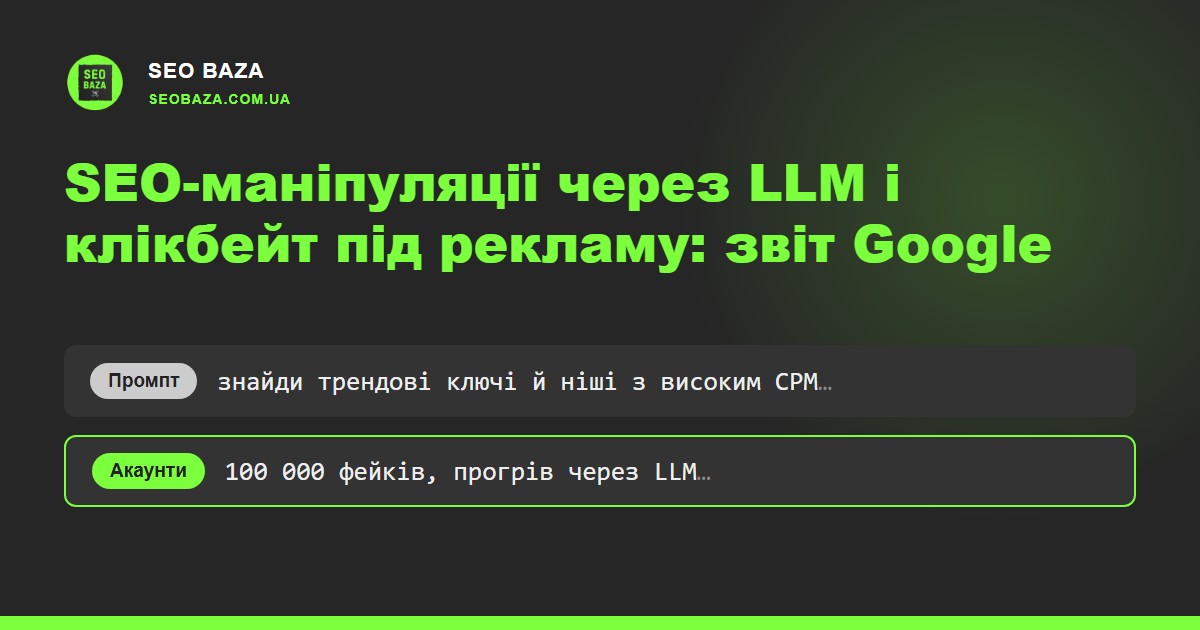 SEO
BAZA
SEO BAZA
SEOBAZA.COM.UA
SEO-маніпуляції через LLM і
клікбейт під рекламу: звіт Google
Промпт знайди трендові ключі й ніші з високим CPM…
Акаунти 100 000 фейків, прогрів через LLM…